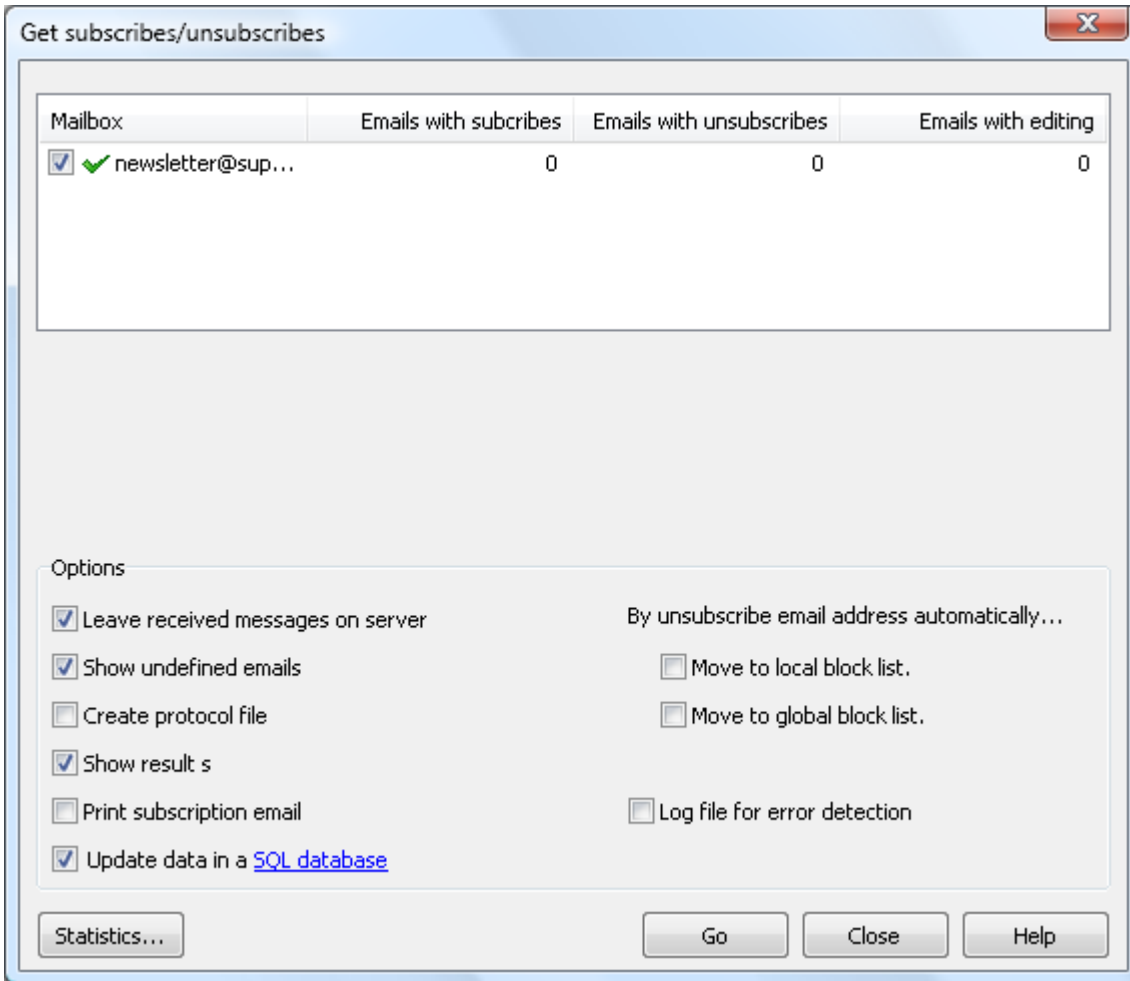 Get subscribes/unsubscribes
Mailbox Emails with subcribes Emails with unsubscribes Emails with editing
newsletter@sup... 0 0 0
Options
Leave received messages on server By unsubscribe email address automatically...
Show undefined emails Move to local block list.
Create protocol file Move to global block list.
Show result s
Print subscription email Log file for error detection
Update data in a SQL database
Statistics... Go Close Help